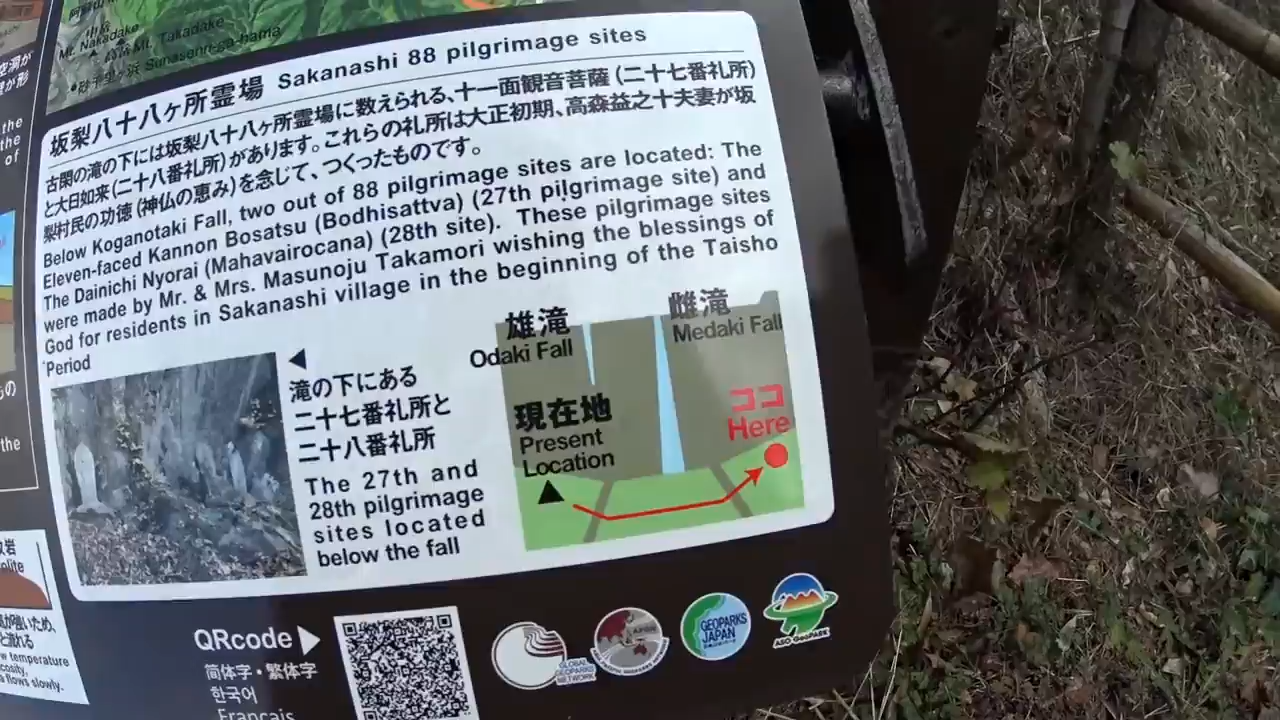 Mt. Nakadake
高岳 Mt. Takadake
砂千里ヶ浜 Sunasenri-ga-hama
坂梨八十八ヶ所霊場 Sakanashi 88 pilgrimage sites
古閑の滝の下には坂梨八十八ヶ所霊場に数えられる、十一面観音菩薩(二十七番札所)
と大日如来(二十八番札所)があります。これらの札所は大正初期、高森益之十夫妻が坂
梨村民の功徳(神仏の恵み)を念じて、つくったものです。
Below Koganotaki Fall, two out of 88 pilgrimage sites are located: The
Eleven-faced Kannon Bosatsu (Bodhisattva) (27th pilgrimage site) and
The Dainichi Nyorai (Mahavairocana) (28th site). These pilgrimage sites
were made by Mr. & Mrs. Masunoju Takamori wishing the blessings of
God for residents in Sakanashi village in the beginning of the Taisho
Period
◀
滝の下にある
二十七番札所と
二十八番札所
The 27th and
28th pilgrimage
sites located
below the fall
雄滝
Odaki Fall
雌滝
Medaki Fall
現在地
Present
Location
ココ
Here
QRcode ▶
简体字・繁体字
한국어
Français
GLOBAL
GEOPARKS
NETWORK
GEOPARKS
JAPAN
ASO GEOPARK
the
the
of
the
w temperature
cosity,
a flows slowly.